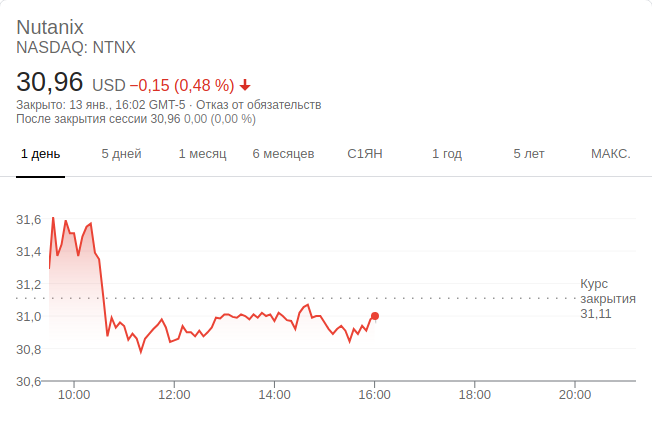 Nutanix
NASDAQ: NTNX
30,96 USD −0,15 (0,48 %)
Закрыто: 13 янв., 16:02 GMT-5 · Отказ от обязательств
После закрытия сессии 30,96 0,00 (0,00 %)
1 день 5 дней 1 месяц 6 месяцев С1ЯН 1 год 5 лет МАКС.
31,6
31,4
31,2
31,0
30,8
30,6
Курс
закрытия
31,11
10:00 12:00 14:00 16:00 18:00 20:00